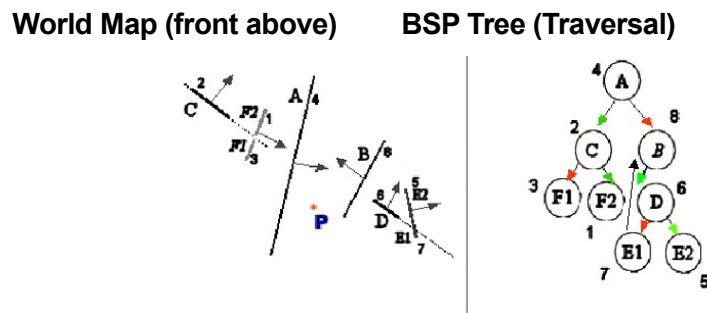 World Map (front above)
BSP Tree (Traversal)
2
C
F2
1
F1
3
A
4
B
8
P
6
D
5
E2
E1
7
4
A
8
2
C
B
3
F1
F2
D
6
1
E1
E2
7
5